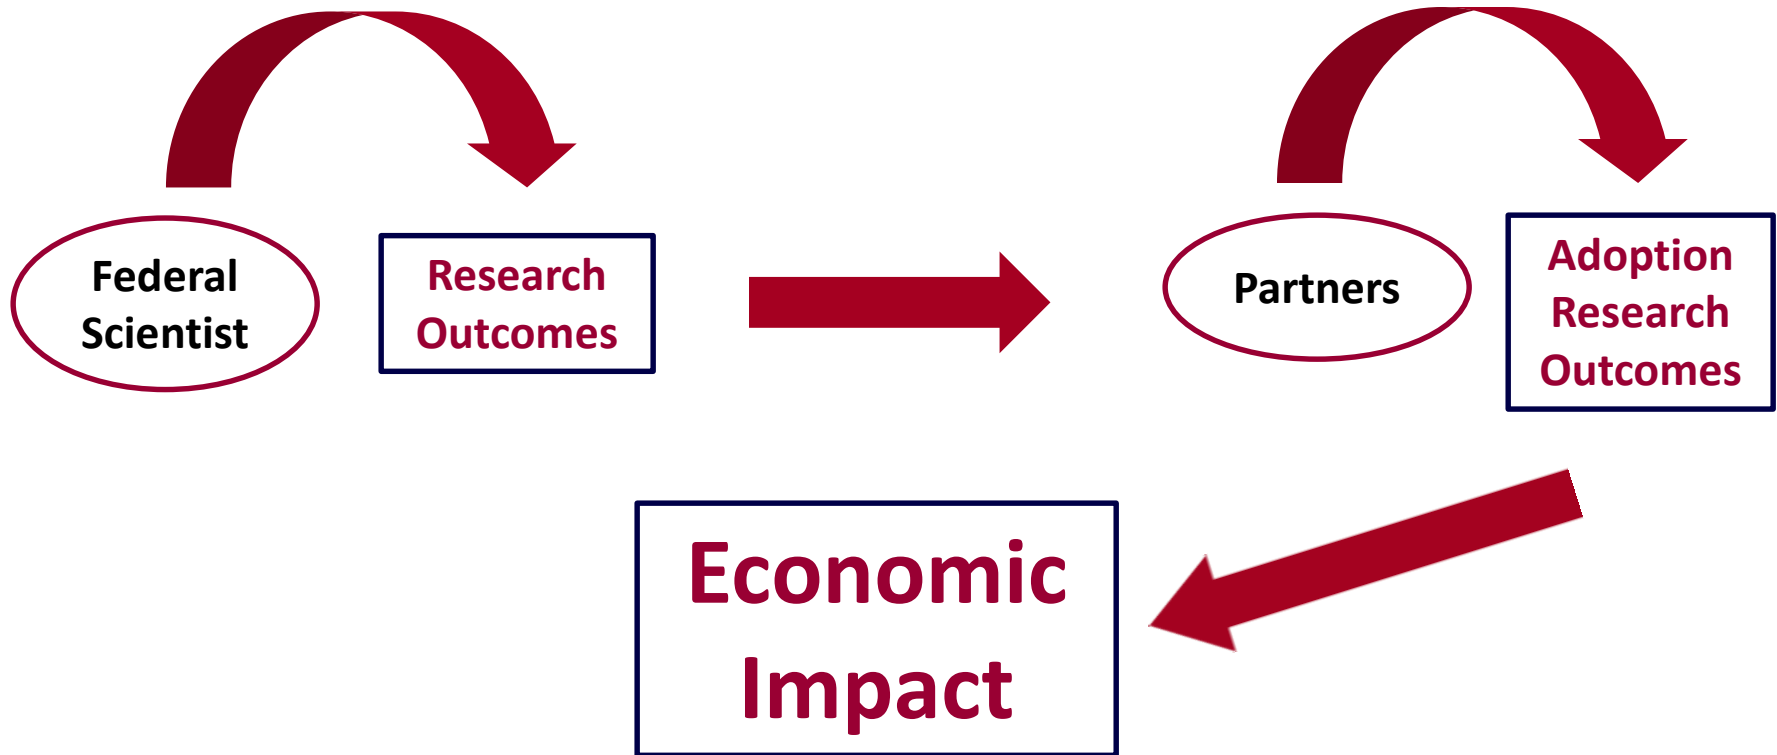 Federal
Scientist
Research
Outcomes
Partners
Adoption
Research
Outcomes
Economic
Impact